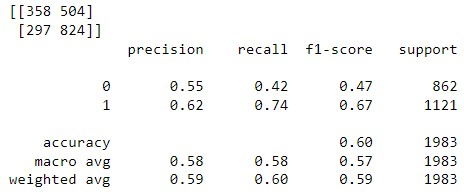 [[358 504]
[297 824]]
precision recall f1-score support
0 0.55 0.42 0.47 862
1 0.62 0.74 0.67 1121
accuracy 0.60 1983
macro avg 0.58 0.58 0.57 1983
weighted avg 0.59 0.60 0.59 1983